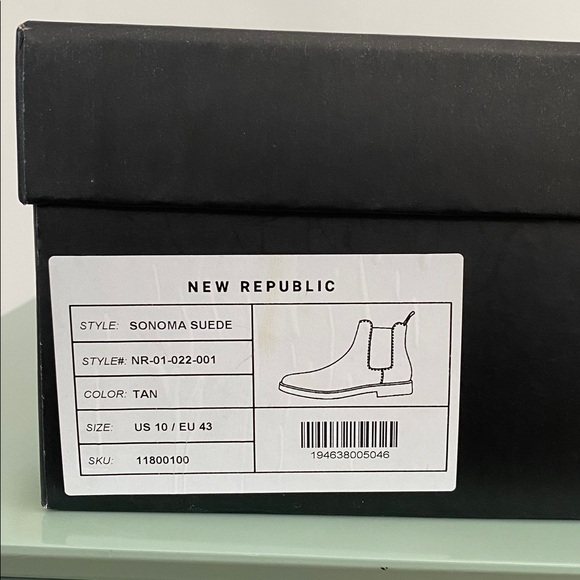 NEW REPUBLIC
STYLE: SONOMA SUEDE
STYLE#: NR-01-022-001
COLOR: TAN
SIZE: US 10 / EU 43
SKU: 11800100
194638005046